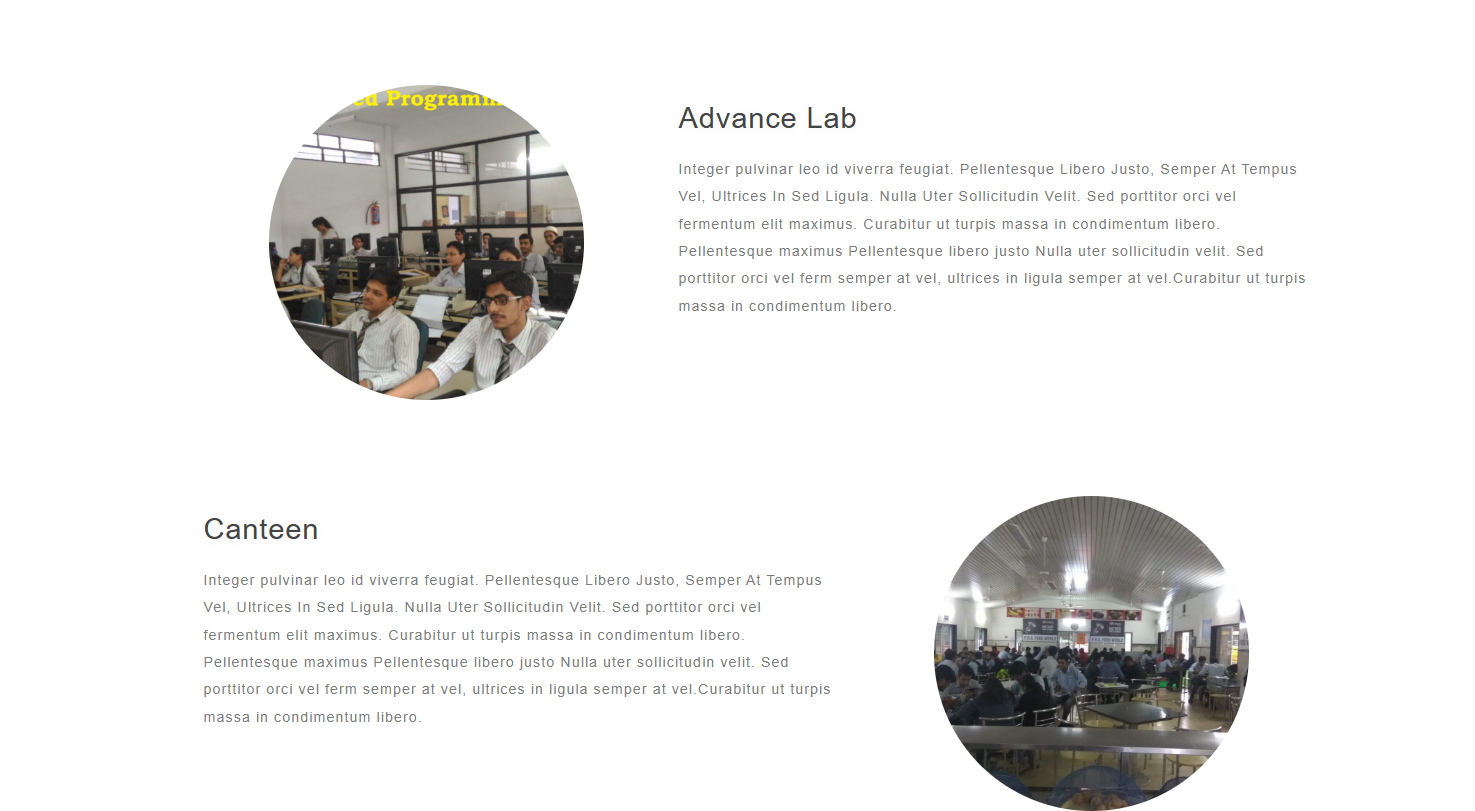 ed Programm
Advance Lab
Integer pulvinar leo id viverra feugiat. Pellentesque Libero Justo, Semper At Tempus
Vel, Ultrices In Sed Ligula. Nulla Uter Sollicitudin Velit. Sed porttitor orci vel
fermentum elit maximus. Curabitur ut turpis massa in condimentum libero.
Pellentesque maximus Pellentesque libero justo Nulla uter sollicitudin velit. Sed
porttitor orci vel ferm semper at vel, ultrices in ligula semper at vel.Curabitur ut turpis
massa in condimentum libero.
Canteen
Integer pulvinar leo id viverra feugiat. Pellentesque Libero Justo, Semper At Tempus
Vel, Ultrices In Sed Ligula. Nulla Uter Sollicitudin Velit. Sed porttitor orci vel
fermentum elit maximus. Curabitur ut turpis massa in condimentum libero.
Pellentesque maximus Pellentesque libero justo Nulla uter sollicitudin velit. Sed
porttitor orci vel ferm semper at vel, ultrices in ligula semper at vel.Curabitur ut turpis
massa in condimentum libero.
FOOD WORLD
FOOD WORLD